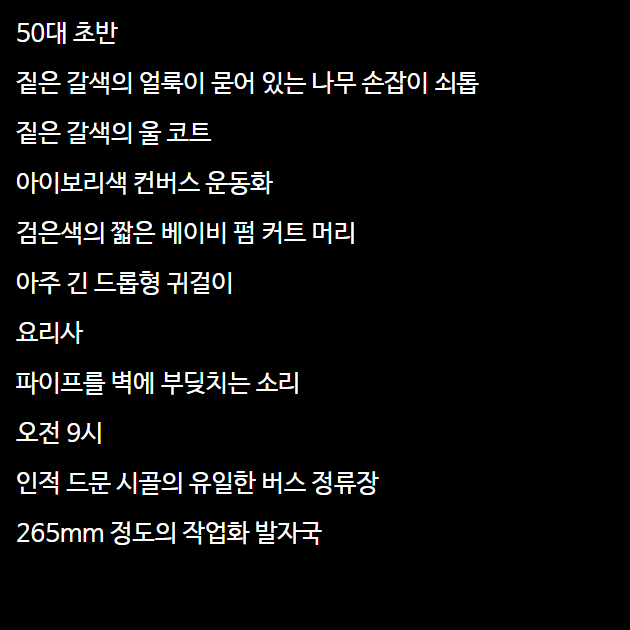 50대 초반
짙은 갈색의 얼룩이 묻어 있는 나무 손잡이 쇠톱
짙은 갈색의 울 코트
아이보리색 컨버스 운동화
검은색의 짧은 베이비 펌 커트 머리
아주 긴 드롭형 귀걸이
요리사
파이프를 벽에 부딪치는 소리
오전 9시
인적 드문 시골의 유일한 버스 정류장
265mm 정도의 작업화 발자국